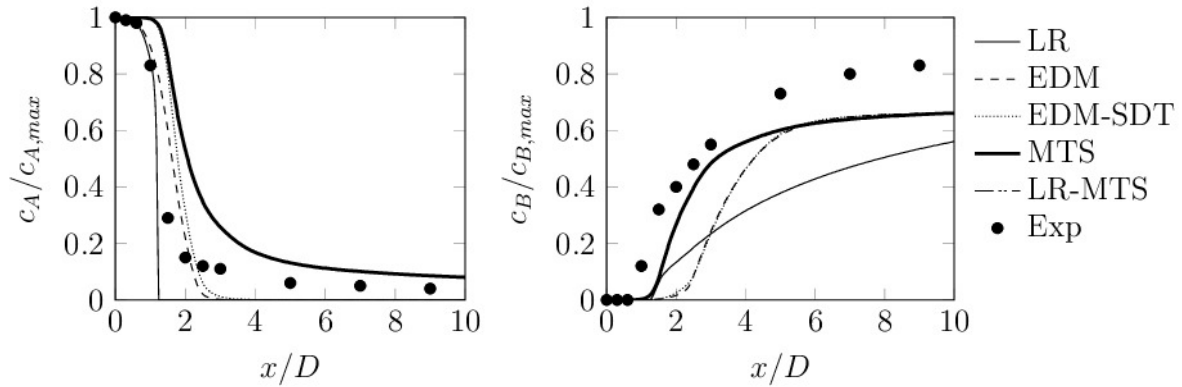 1
0.8
0.6
0.4
0.2
0
0 2 4 6 8 10
c_A/c_{A,max}
x/D
1
0.8
0.6
0.4
0.2
0
0 2 4 6 8 10
c_B/c_{B,max}
x/D
LR
EDM
EDM-SDT
MTS
LR-MTS
Exp